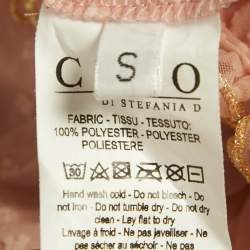 C S O
DI STEFANIA D
FABRIC - TISSU - TESSUTO:
100% POLYESTER - POLYESTER
POLIESTERE
Hand wash cold - Do not bleach - Do
not iron - Do not tumble dry - Do not
dry clean - Lay flat to dry
Lavage à froid - Ne pas javelliser - Ne
pas sécher au séchoir - Ne pas